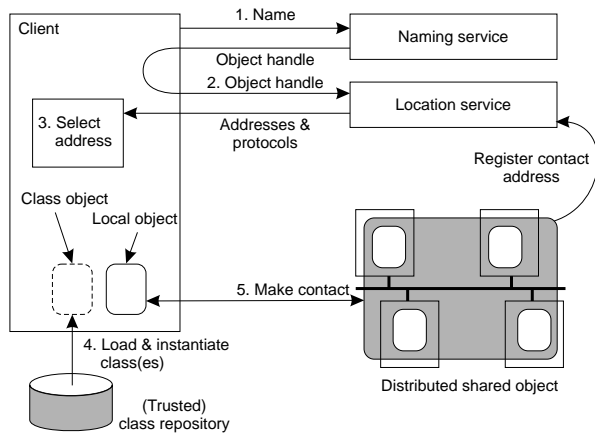 Client
1. Name
Naming service
Object handle
2. Object handle
Location service
3. Select
address
Addresses &
protocols
Register contact
address
Class object
Local object
5. Make contact
4. Load & instantiate
class(es)
Distributed shared object
(Trusted)
class repository